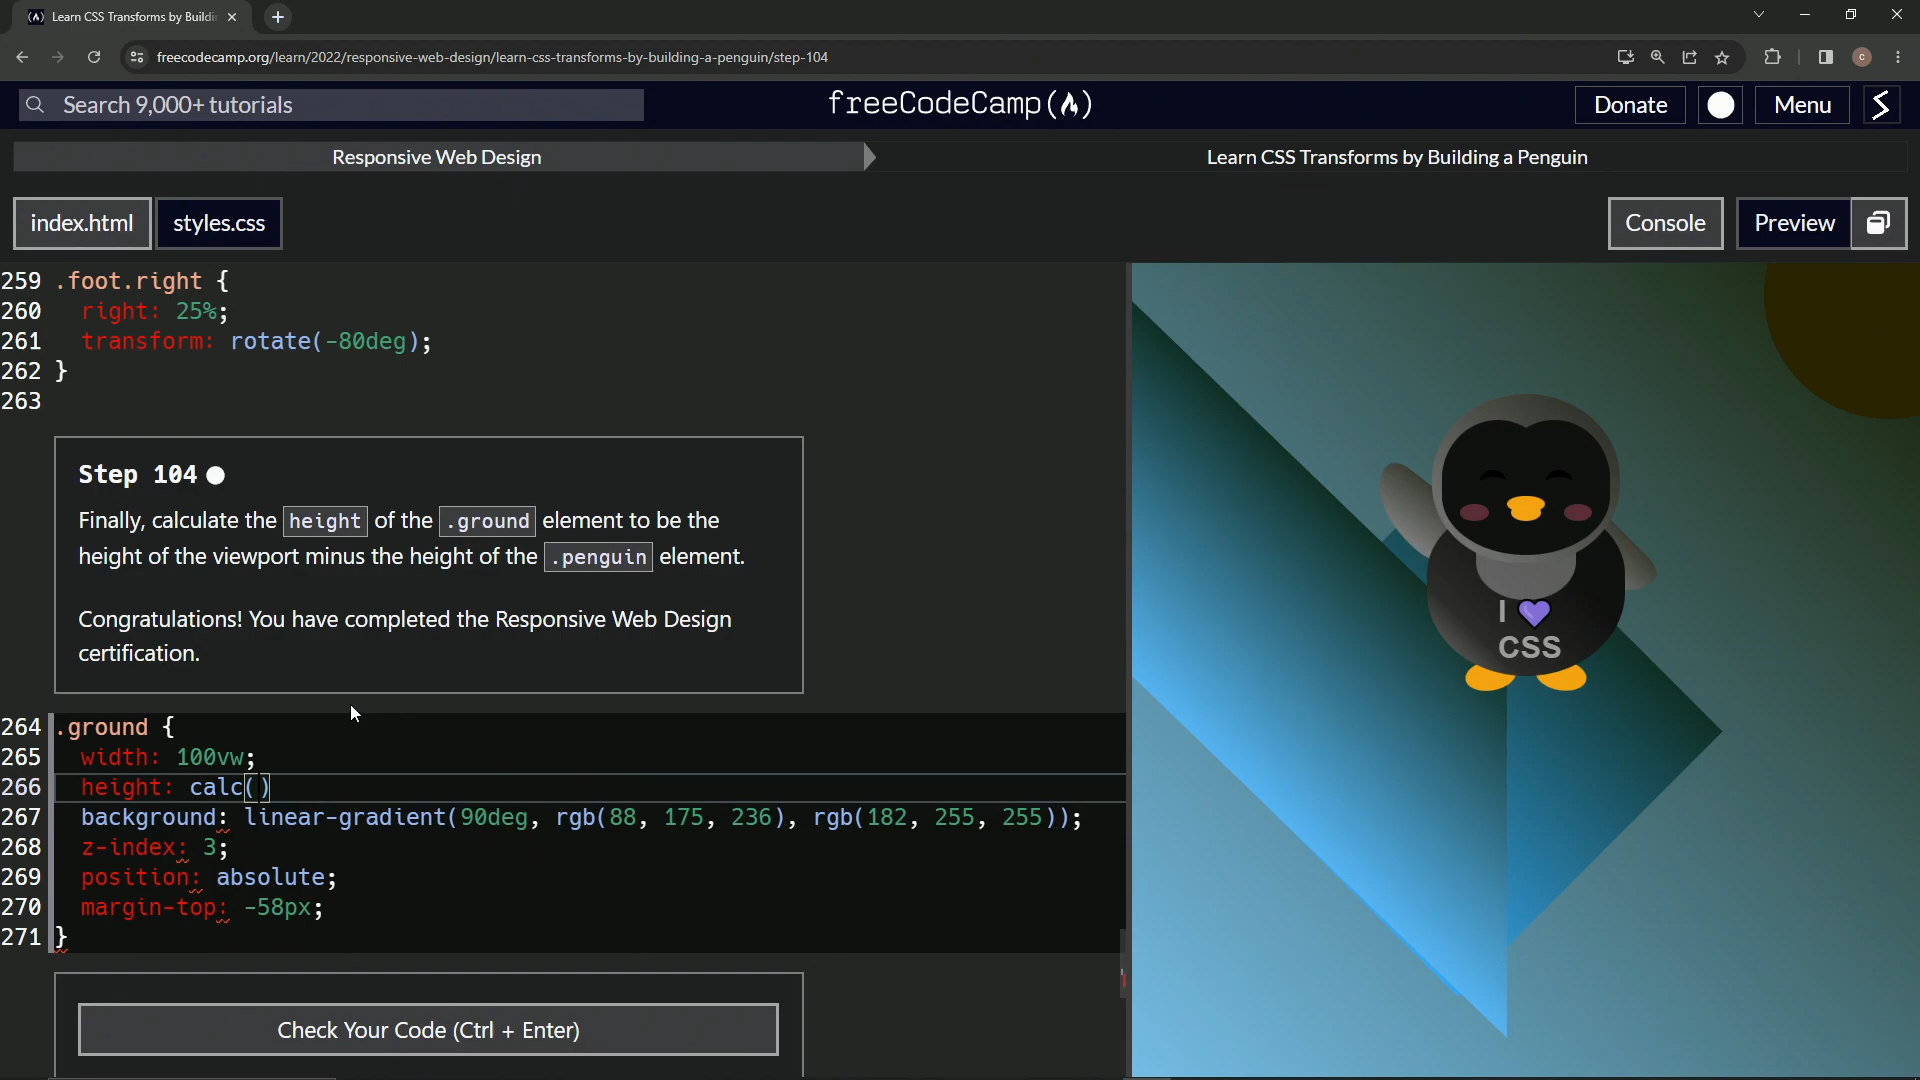 Learn CSS Transforms by Buildin
freecodecamp.org/learn/2022/responsive-web-design/learn-css-transforms-by-building-a-penguin/step-104
C
Search 9,000+ tutorials
freeCodeCamp
Donate
Menu
Responsive Web Design
Learn CSS Transforms by Building a Penguin
index.html
styles.css
Console
Preview
259 .foot.right {
260 right: 25%;
261 transform: rotate(-80deg);
262 }
263
Step 104
Finally, calculate the height of the .ground element to be the
height of the viewport minus the height of the .penguin element.
Congratulations! You have completed the Responsive Web Design
certification.
264 .ground {
265 width: 100vw;
266 height: calc()
267 background: linear-gradient(90deg, rgb(88, 175, 236), rgb(182, 255, 255));
268 z-index: 3;
269 position: absolute;
270 margin-top: -58px;
271 }
Check Your Code (Ctrl + Enter)
I 💜
CSS